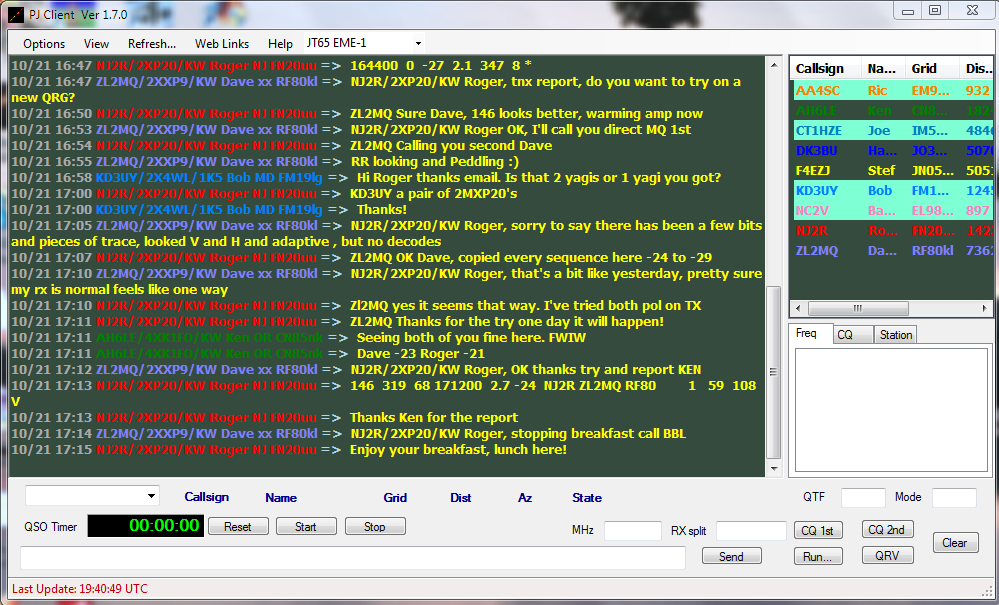 PJ Client Ver 1.7.0
Options View Refresh... Web Links Help JT65 EME-1
10/21 16:47 NJ2R/2XP20/KW Roger NJ FN20uu => 164400 0 -27 2.1 347 8 *
10/21 16:47 ZL2MQ/2XXP9/KW Dave xx RF80kl => NJ2R/2XP20/KW Roger, tnx report, do you want to try on a
new QRG?
10/21 16:50 NJ2R/2XP20/KW Roger NJ FN20uu => ZL2MQ Sure Dave, 146 looks better, warming amp now
10/21 16:53 ZL2MQ/2XXP9/KW Dave xx RF80kl => NJ2R/2XP20/KW Roger OK, I'll call you direct MQ 1st
10/21 16:54 NJ2R/2XP20/KW Roger NJ FN20uu => ZL2MQ Calling you second Dave
10/21 16:55 ZL2MQ/2XXP9/KW Dave xx RF80kl => RR looking and Peddling :)
10/21 16:58 KD3UY/2X4WL/1K5 Bob MD FM19lg => Hi Roger thanks email. Is that 2 yagis or 1 yagi you got?
10/21 17:00 NJ2R/2XP20/KW Roger NJ FN20uu => KD3UY a pair of 2MXP20's
10/21 17:00 KD3UY/2X4WL/1K5 Bob MD FM19lg => Thanks!
10/21 17:05 ZL2MQ/2XXP9/KW Dave xx RF80kl => NJ2R/2XP20/KW Roger, sorry to say there has been a few bits
and pieces of trace, looked V and H and adaptive , but no decodes
10/21 17:07 NJ2R/2XP20/KW Roger NJ FN20uu => ZL2MQ OK Dave, copied every sequence here -24 to -29
10/21 17:10 ZL2MQ/2XXP9/KW Dave xx RF80kl => NJ2R/2XP20/KW Roger, that's a bit like yesterday, pretty sure
my rx is normal feels like one way
10/21 17:10 NJ2R/2XP20/KW Roger NJ FN20uu => Zl2MQ yes it seems that way. I've tried both pol on TX
10/21 17:11 NJ2R/2XP20/KW Roger NJ FN20uu => ZL2MQ Thanks for the try one day it will happen!
10/21 17:11 Ken OR CN85nk => Seeing both of you fine here. FWIW
10/21 17:11 Ken OR CN85nk => Dave -23 Roger -21
10/21 17:12 ZL2MQ/2XXP9/KW Dave xx RF80kl => NJ2R/2XP20/KW Roger, OK thanks try and report KEN
10/21 17:13 NJ2R/2XP20/KW Roger NJ FN20uu => 146 319 68 171200 2.7 -24 NJ2R ZL2MQ RF80 1 59 108
V
10/21 17:13 NJ2R/2XP20/KW Roger NJ FN20uu => Thanks Ken for the report
10/21 17:14 ZL2MQ/2XXP9/KW Dave xx RF80kl => NJ2R/2XP20/KW Roger, stopping breakfast call BBL
10/21 17:15 NJ2R/2XP20/KW Roger NJ FN20uu => Enjoy your breakfast, lunch here!
Callsign Na... Grid Dis...
AA4SC Ric EM9... 932
Ken CN8...
CT1HZE Joe IM5... 4846
DK3BU Ha... JO3... 507
F4EZJ Stef JN05... 505
KD3UY Bob FM1... 124
NC2V Ba... EL98... 897
NJ2R Ro... FN20... 142
ZL2MQ Da... RF80kl 736
Freq CQ Station
Callsign Name Grid Dist Az State
QTF Mode
QSO Timer 00:00:00 Reset Start Stop
MHz RX split CQ 1st CQ 2nd
Clear
Send Run... QRV
Last Update: 19:40:49 UTC